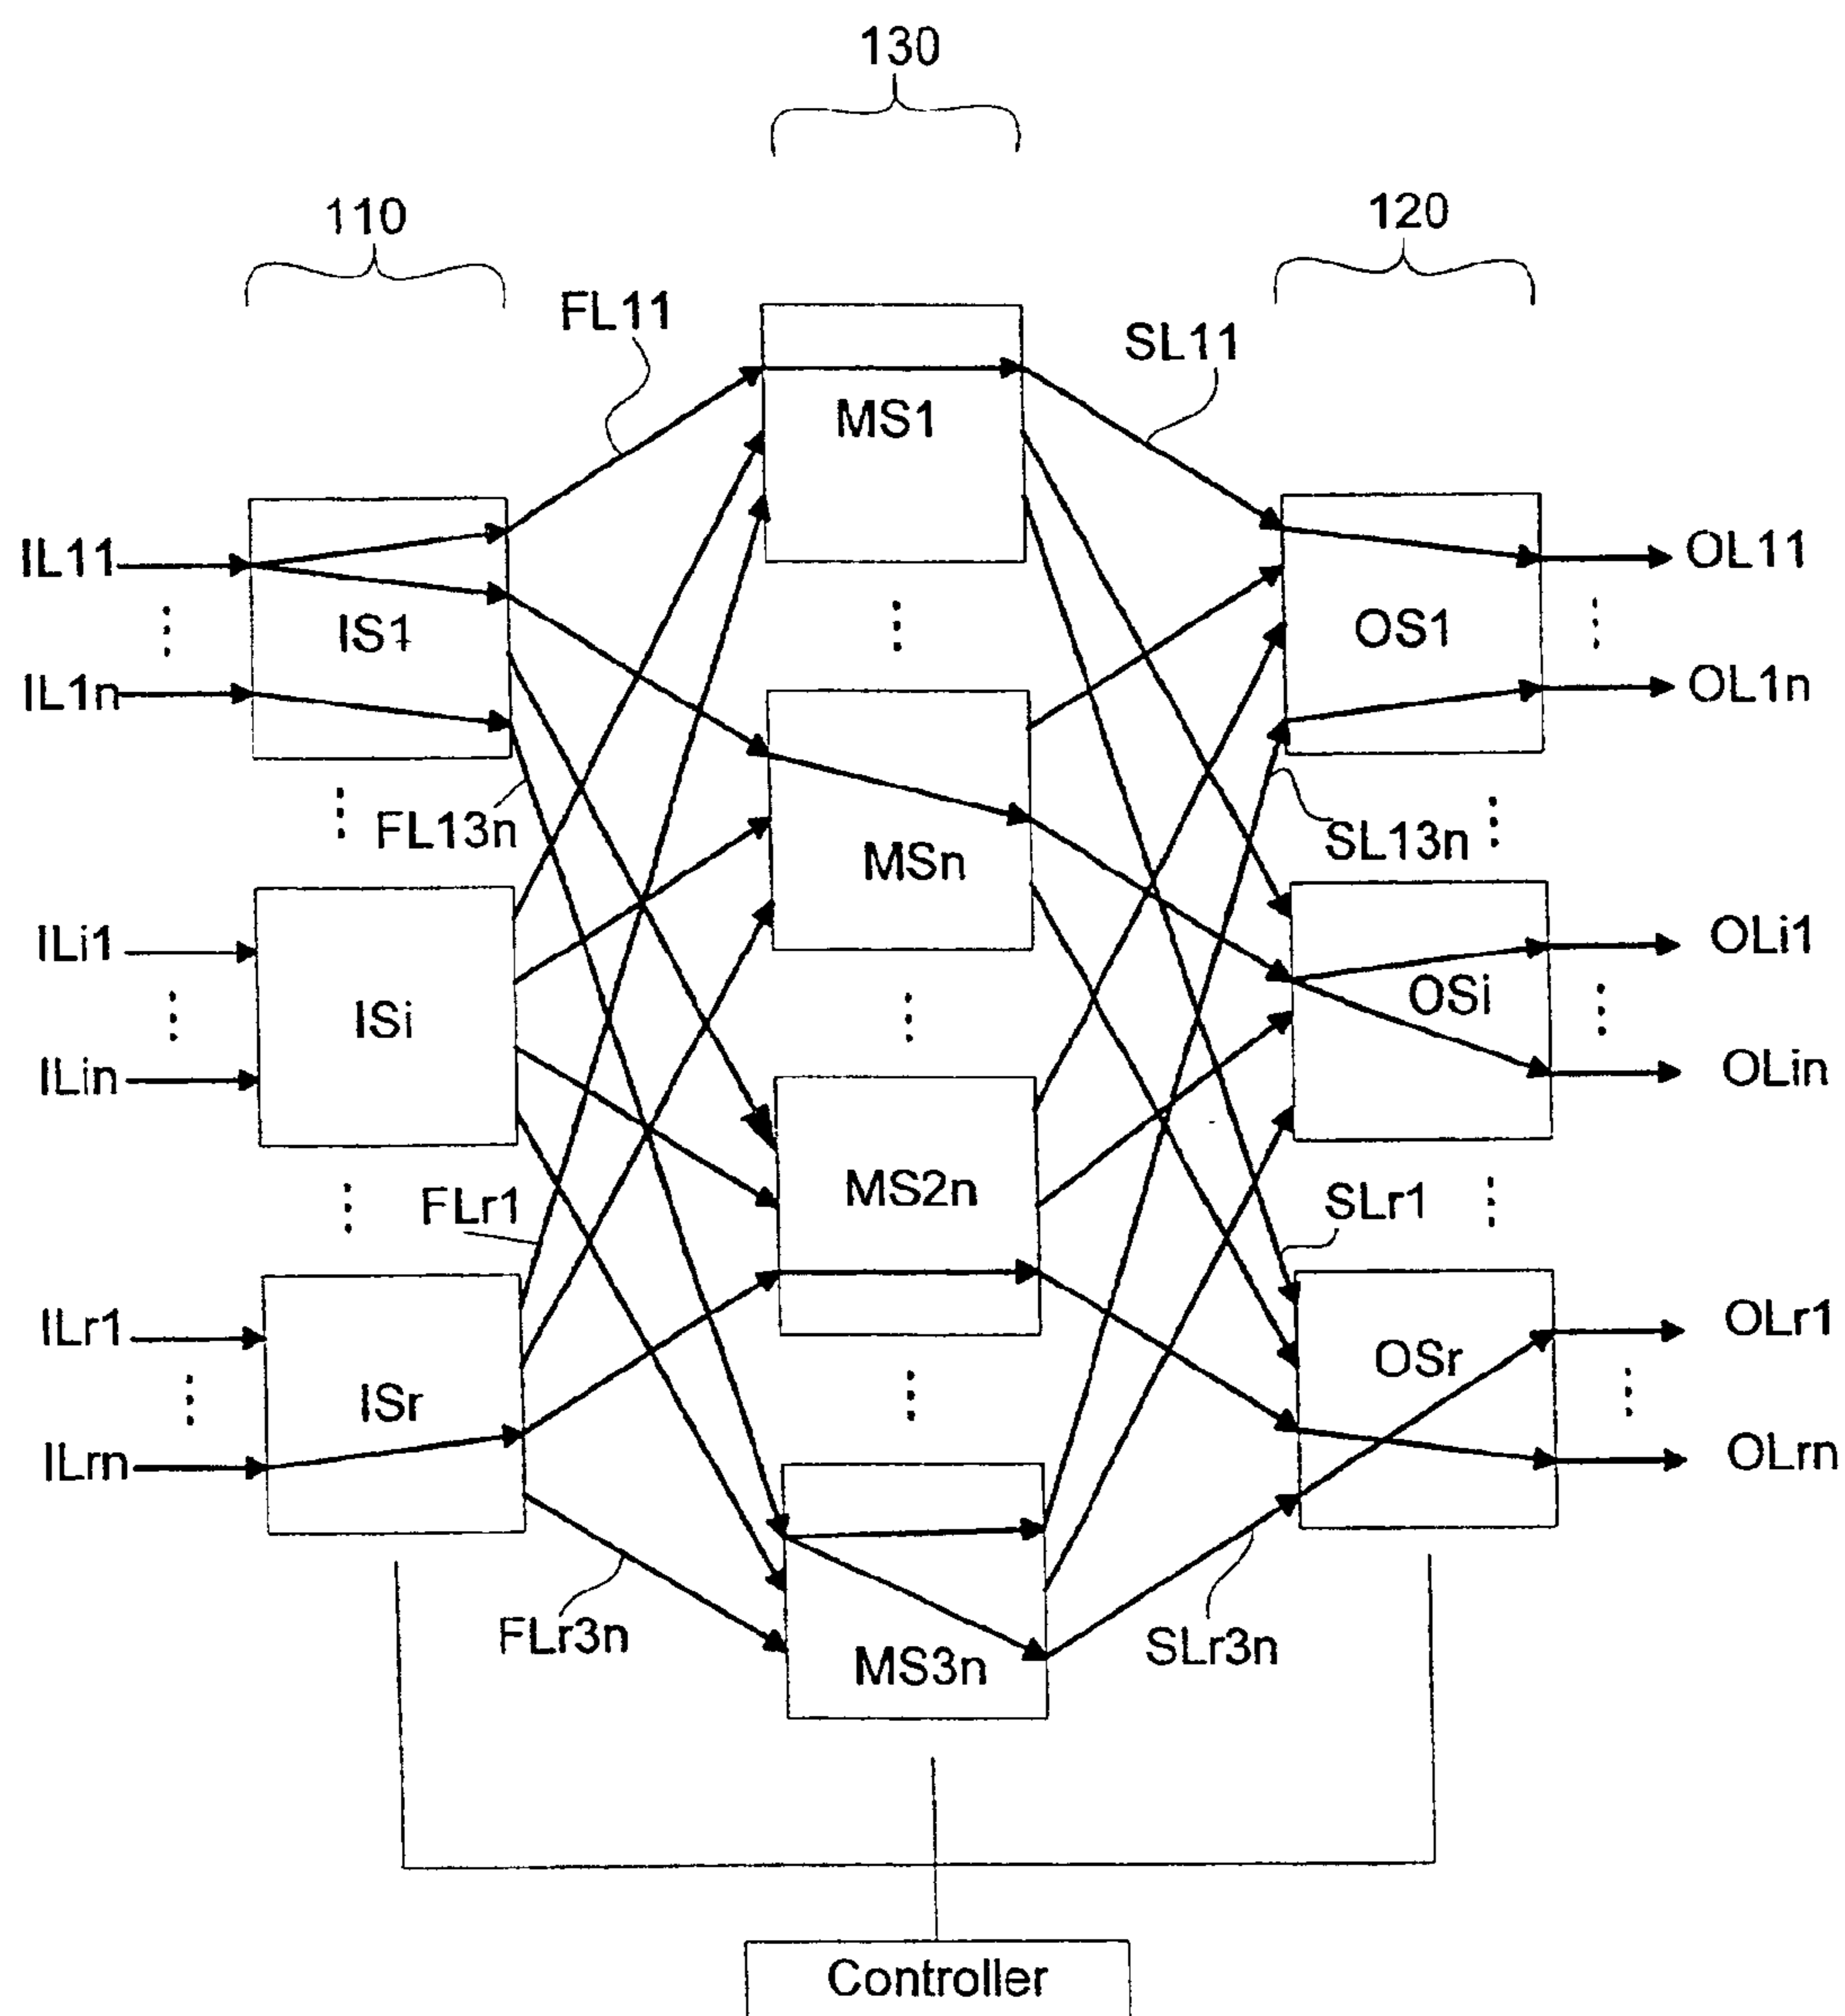 130
110
120
FL11
SL11
MS1
IL11
OL11
IS1
OS1
IL1n
OL1n
FL13n
SL13n
MSn
ILi1
OLi1
ISi
OSi
ILin
OLin
MS2n
FLr1
SLr1
ILr1
OLr1
OSr
ISr
ILrn
OLrn
FLr3n
SLr3n
MS3n
Controller